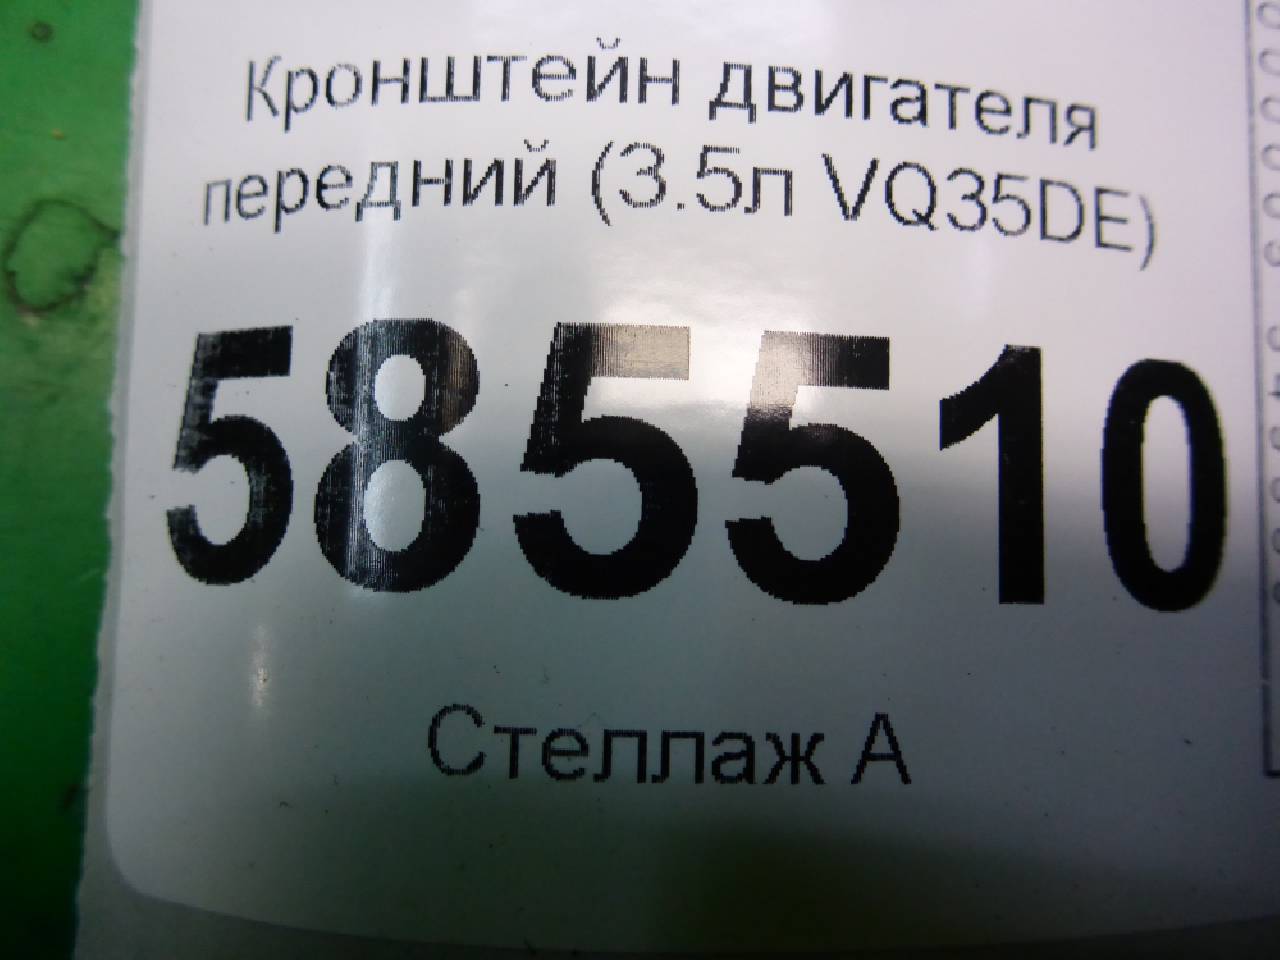 Кронштейн двигателя
передний (3.5л VQ35DE)
585510
Стеллаж А